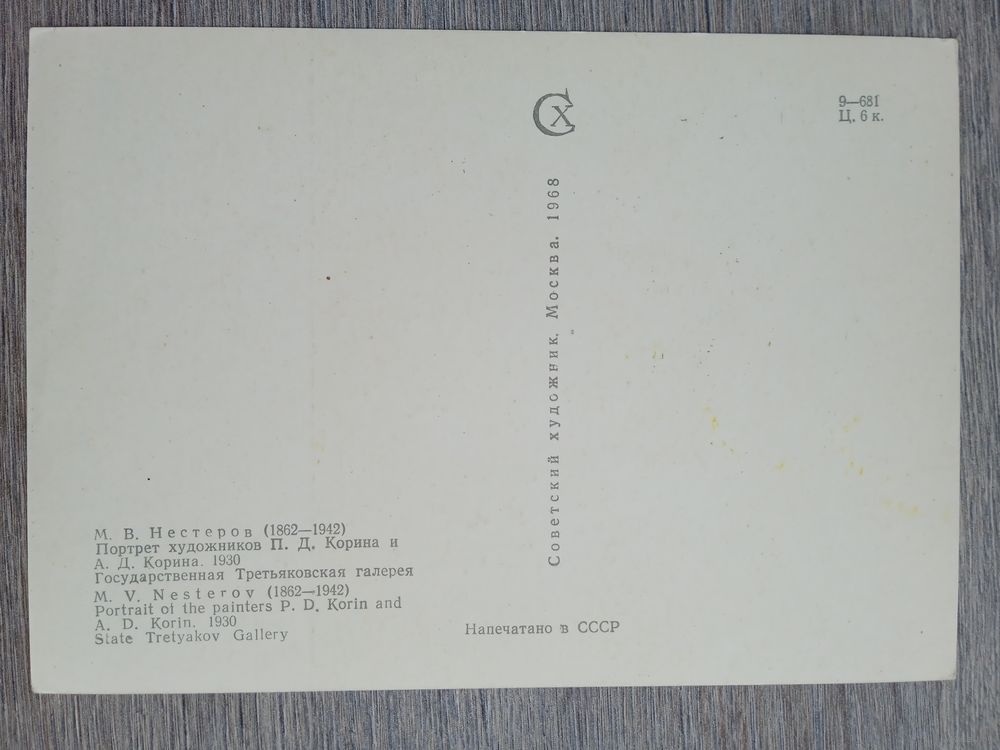 СХ
9—681
Ц. 6 к.
Советский художник. Москва. 1968
М. В. Нестеров (1862—1942)
Портрет художников П. Д. Корина и
А. Д. Корина. 1930
Государственная Третьяковская галерея
M. V. Nesterov (1862—1942)
Portrait of the painters P. D. Korin and
A. D. Korin. 1930
State Tretyakov Gallery
Напечатано в СССР